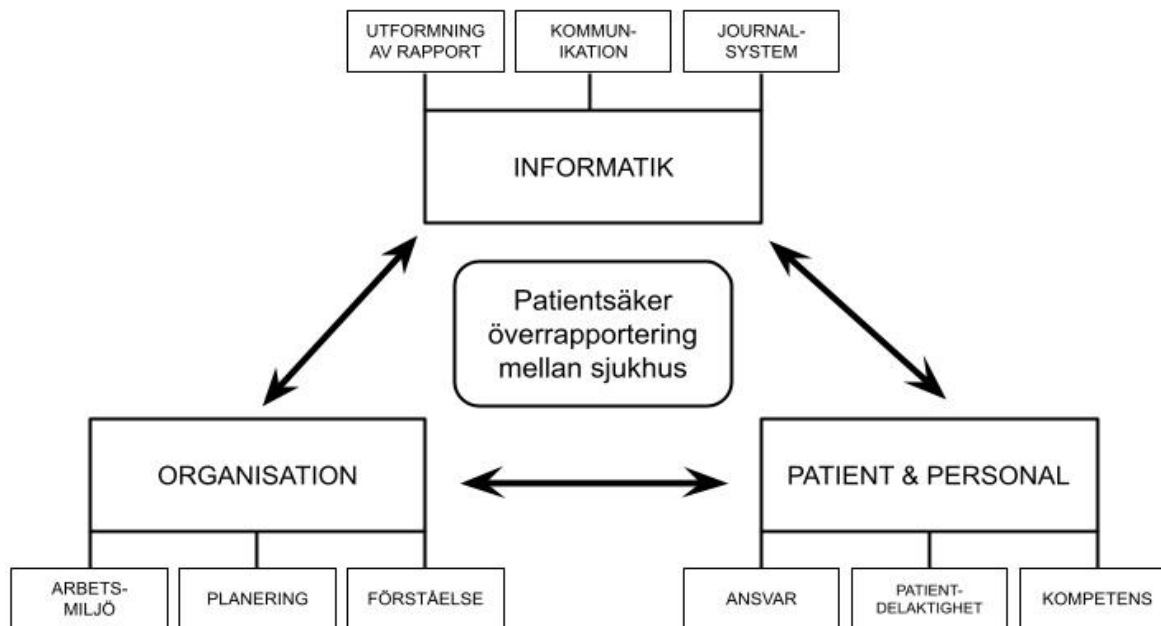 UTFORMNING
AV RAPPORT
KOMMUN-
IKATION
JOURNAL-
SYSTEM
INFORMATIK
Patientsäker
överrapportering
mellan sjukhus
ORGANISATION
PATIENT & PERSONAL
ARBETS-
MILJÖ
PLANERING
FÖRSTÅELSE
ANSVAR
PATIENT-
DELAKTIGHET
KOMPETENS